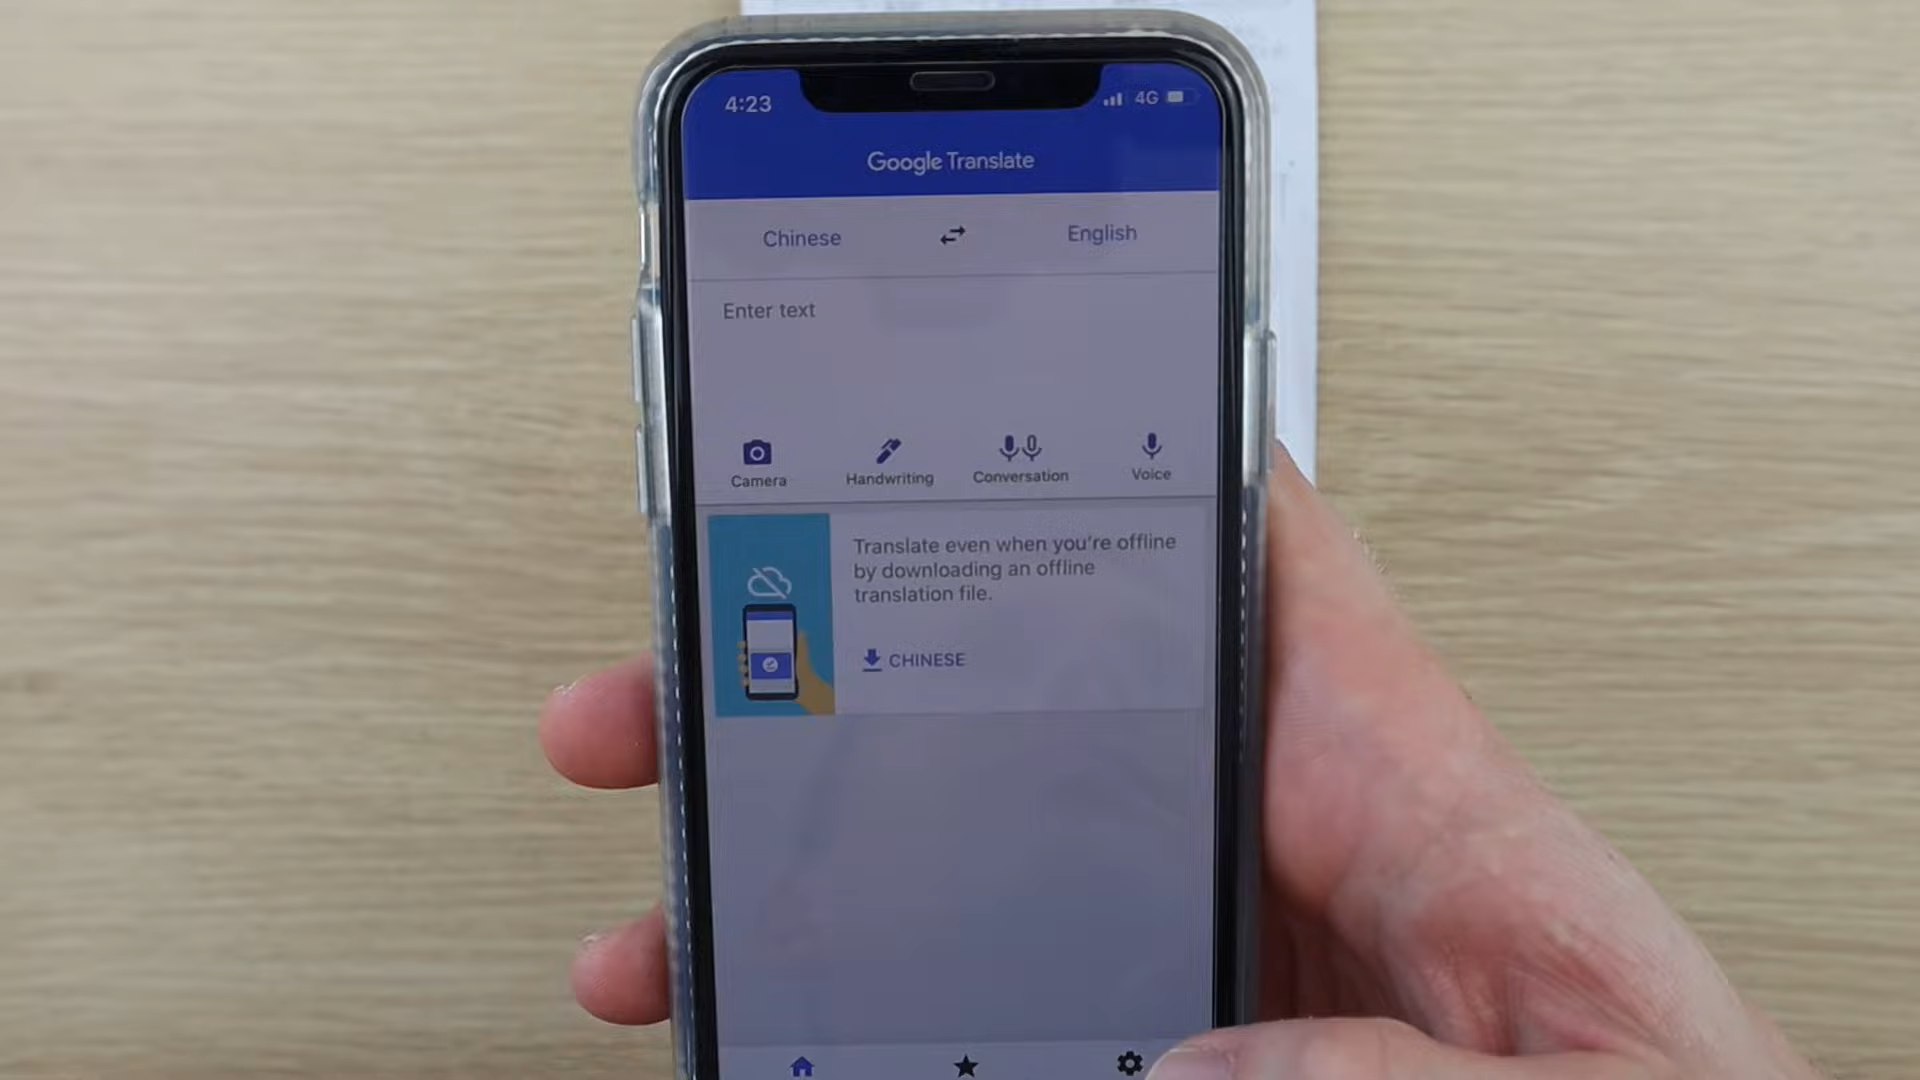 4:23 4G
Google Translate
Chinese English
Enter text
Camera Handwriting Conversation Voice
Translate even when you're offline
by downloading an offline
translation file.
CHINESE